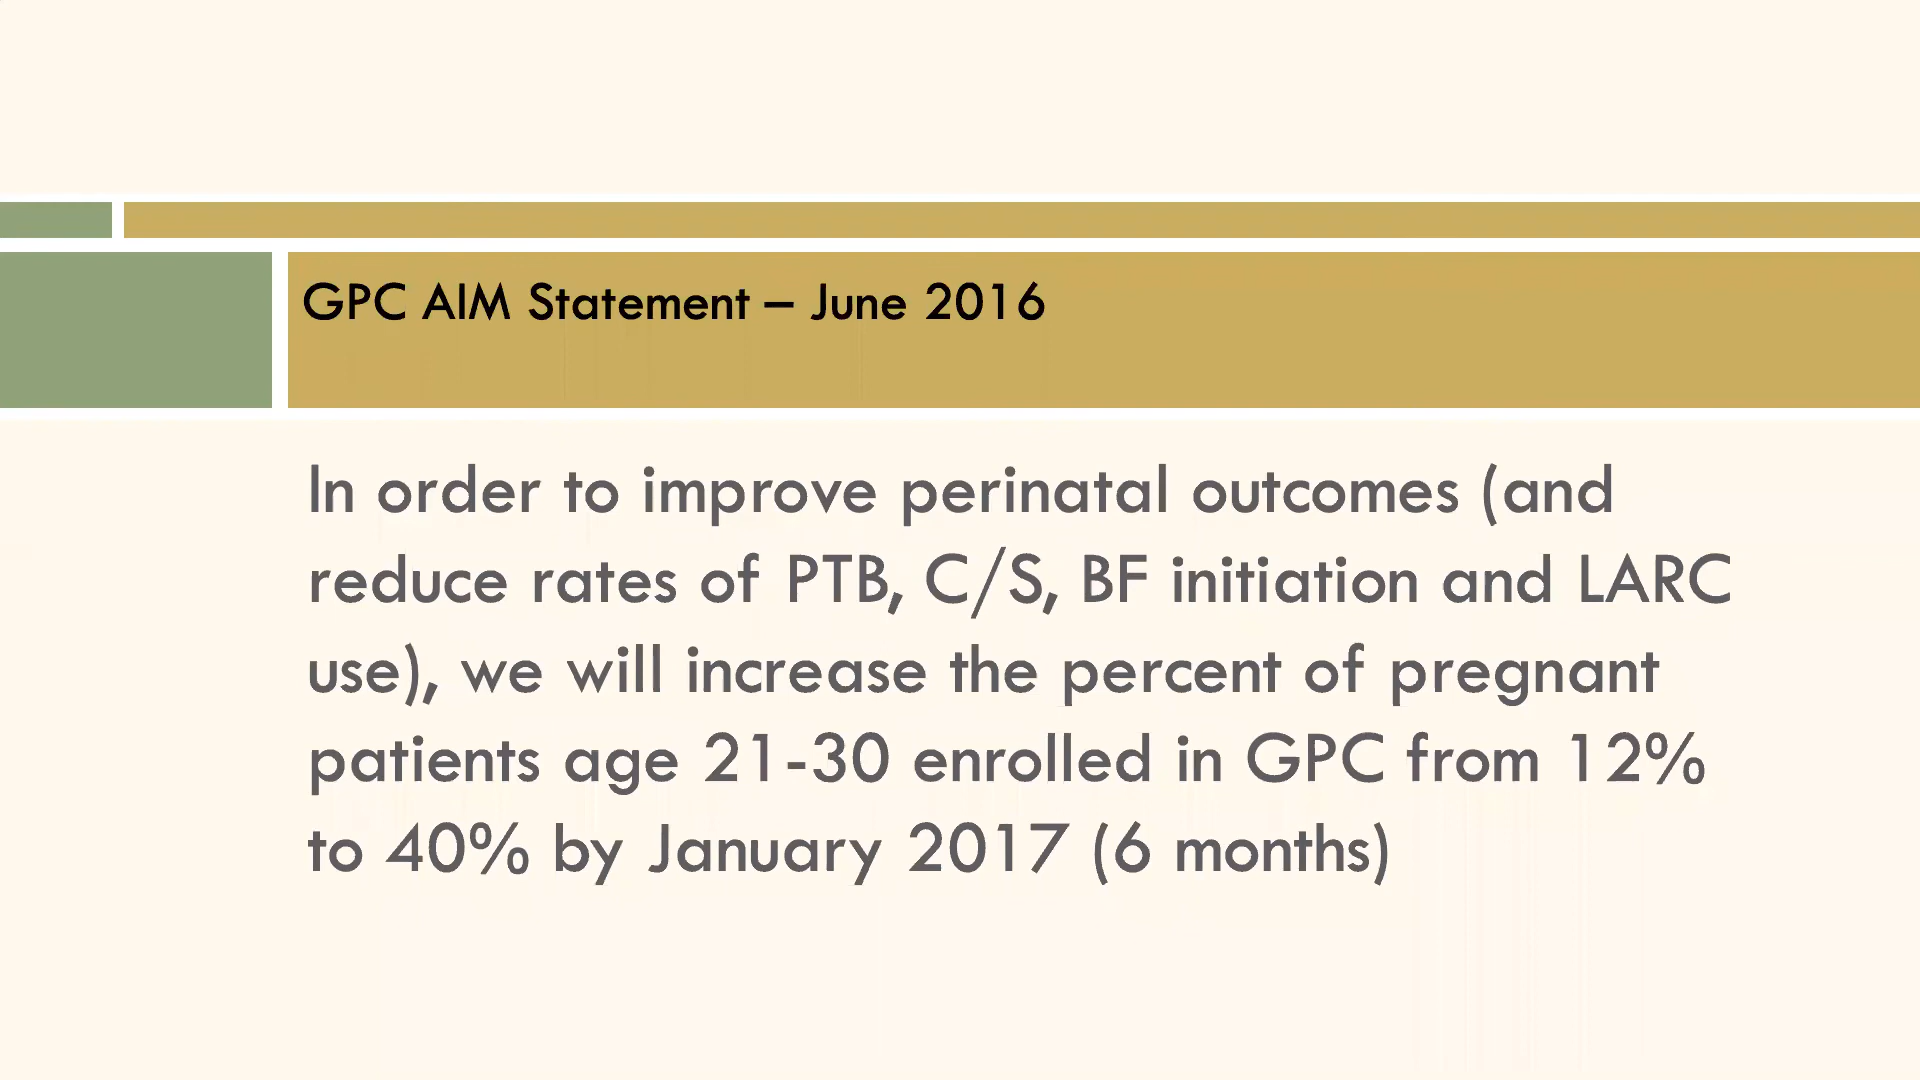 GPC AIM Statement – June 2016
In order to improve perinatal outcomes (and
reduce rates of PTB, C/S, BF initiation and LARC
use), we will increase the percent of pregnant
patients age 21-30 enrolled in GPC from 12%
to 40% by January 2017 (6 months)